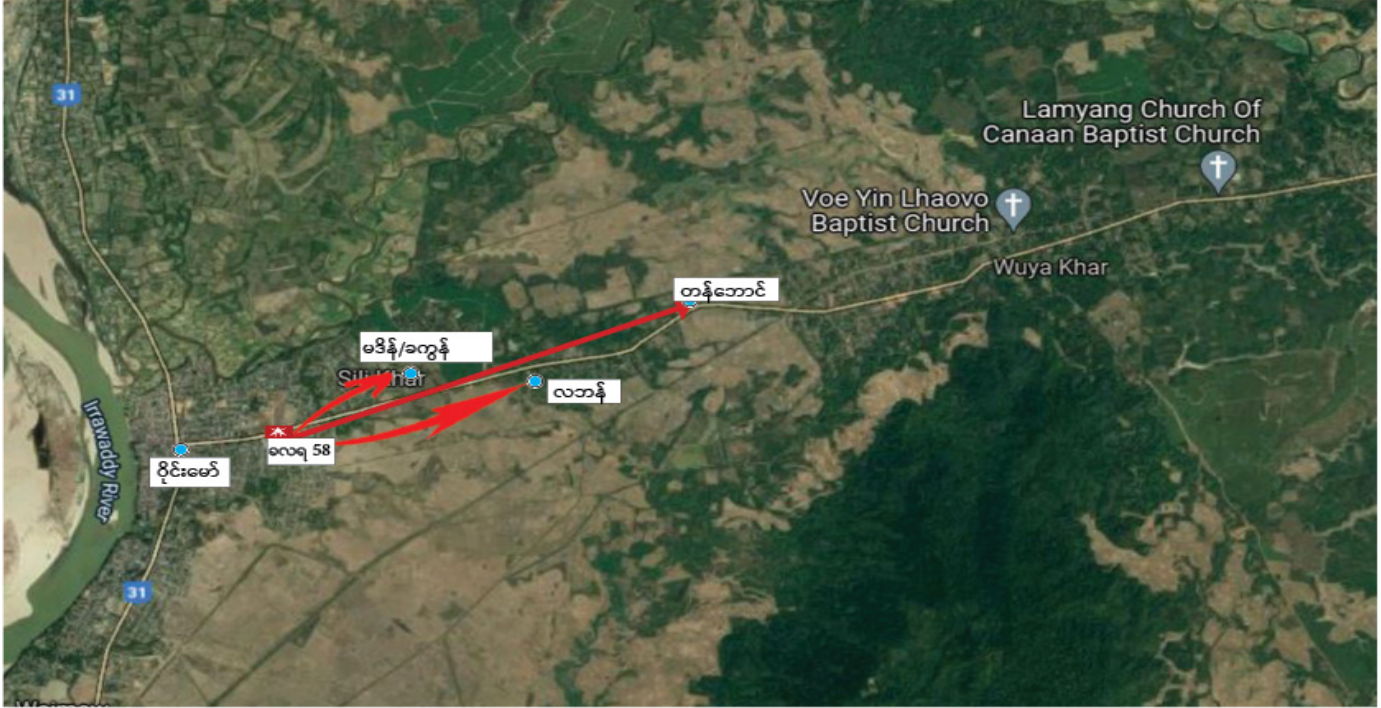 31
Lamyang Church Of
Canaan Baptist Church
Voe Yin Lhaovo
Baptist Church
Wuya Khar
တန်ဘောင်
မဒိန်/ခကွန်
Sili Khar
လဘန်
ခလရ 58
ဝိုင်းမော်
Irrawaddy River
31
Waimaw